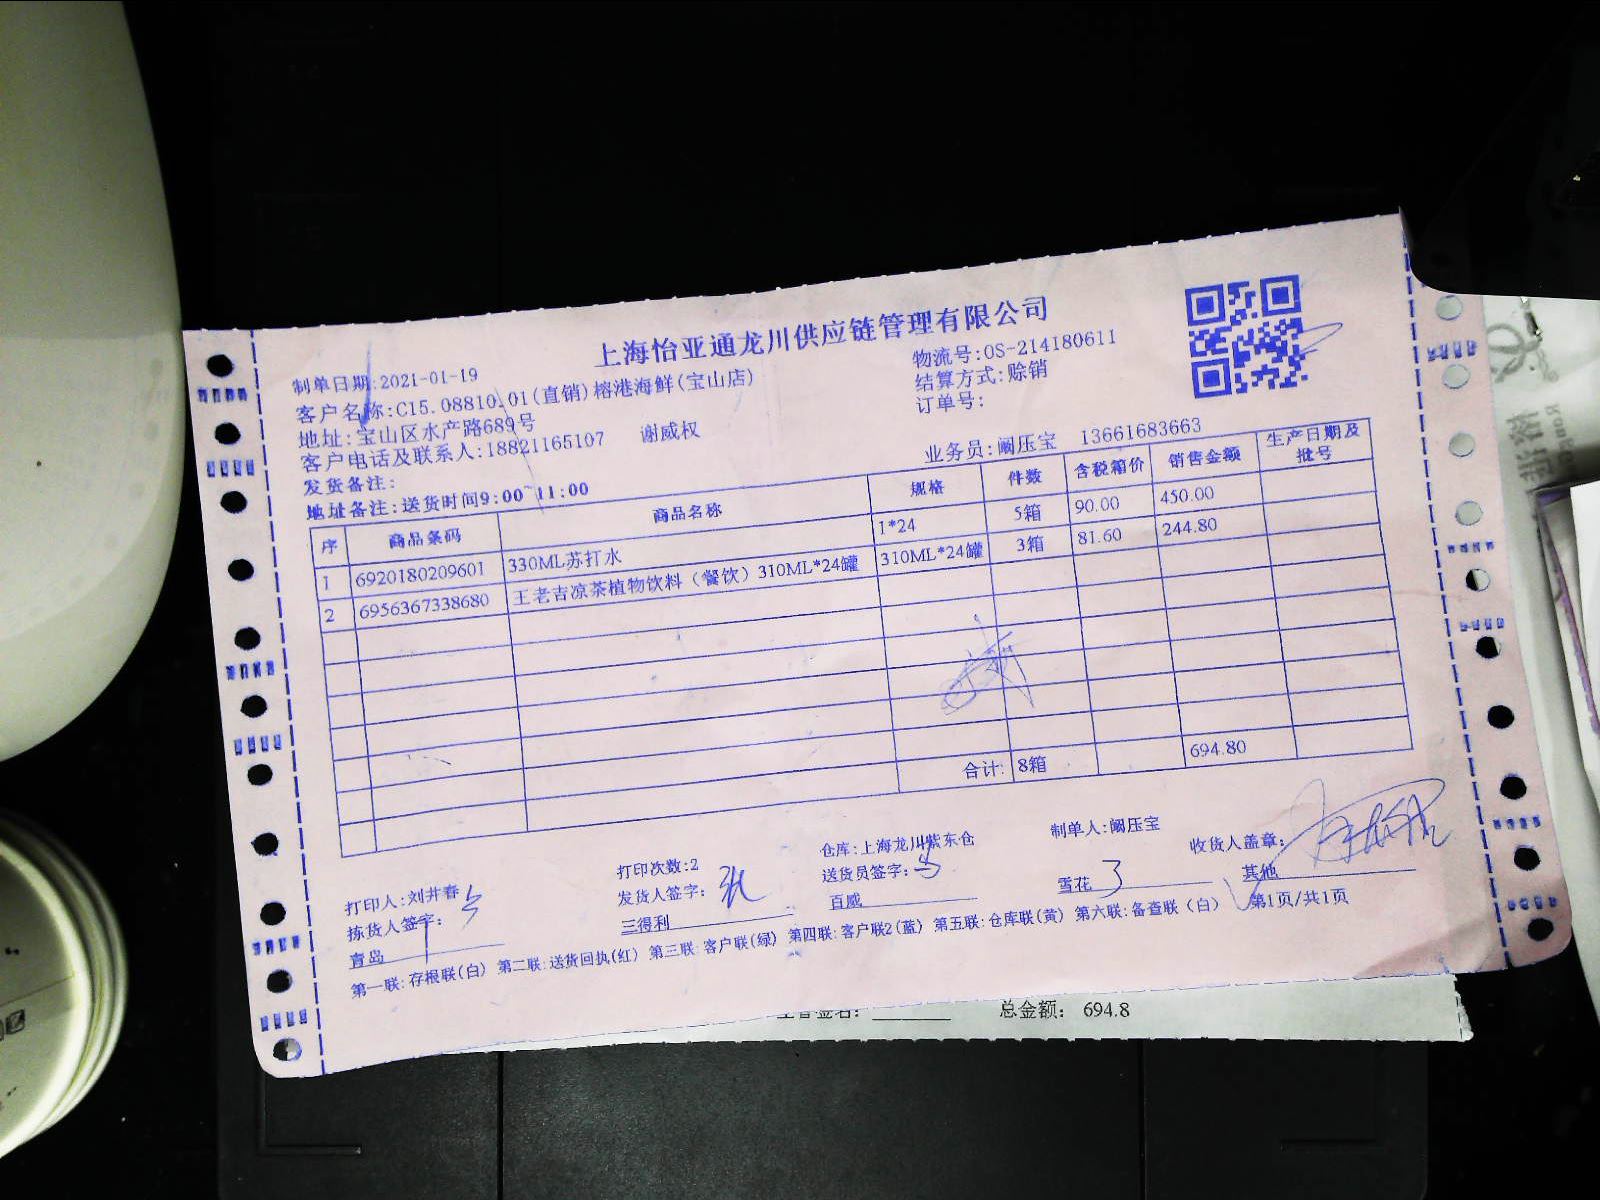 上海怡亚通龙川供应链管理有限公司
制单日期:2021-01-19
物流号:OS-214180611
客户名称:C15.08810.01(直销)榕港海鲜(宝山店)
结算方式:赊销
地址:宝山区水产路689号
订单号:
客户电话及联系人:18821165107 谢威权
业务员:阚压宝 13661683663
发货备注:
地址备注:送货时间9:00~11:00
序 商品条码 商品名称 规格 件数 含税箱价 销售金额 生产日期及批号
1 6920180209601 330ML苏打水 1*24 5箱 90.00 450.00
2 6956367338680 王老吉凉茶植物饮料（餐饮）310ML*24罐 310ML*24罐 3箱 81.60 244.80
合计: 8箱 694.80
打印人:刘井春 打印次数:2 仓库:上海龙川紫东仓 制单人:阚压宝 收货人盖章:
拣货人签字: 发货人签字: 送货员签字:
青岛 三得利 百威 雪花 3 其他
第一联:存根联(白) 第二联:送货回执(红) 第三联:客户联(绿) 第四联:客户联2(蓝) 第五联:仓库联(黄) 第六联:备查联（白） 第1页/共1页
总金额: 694.8